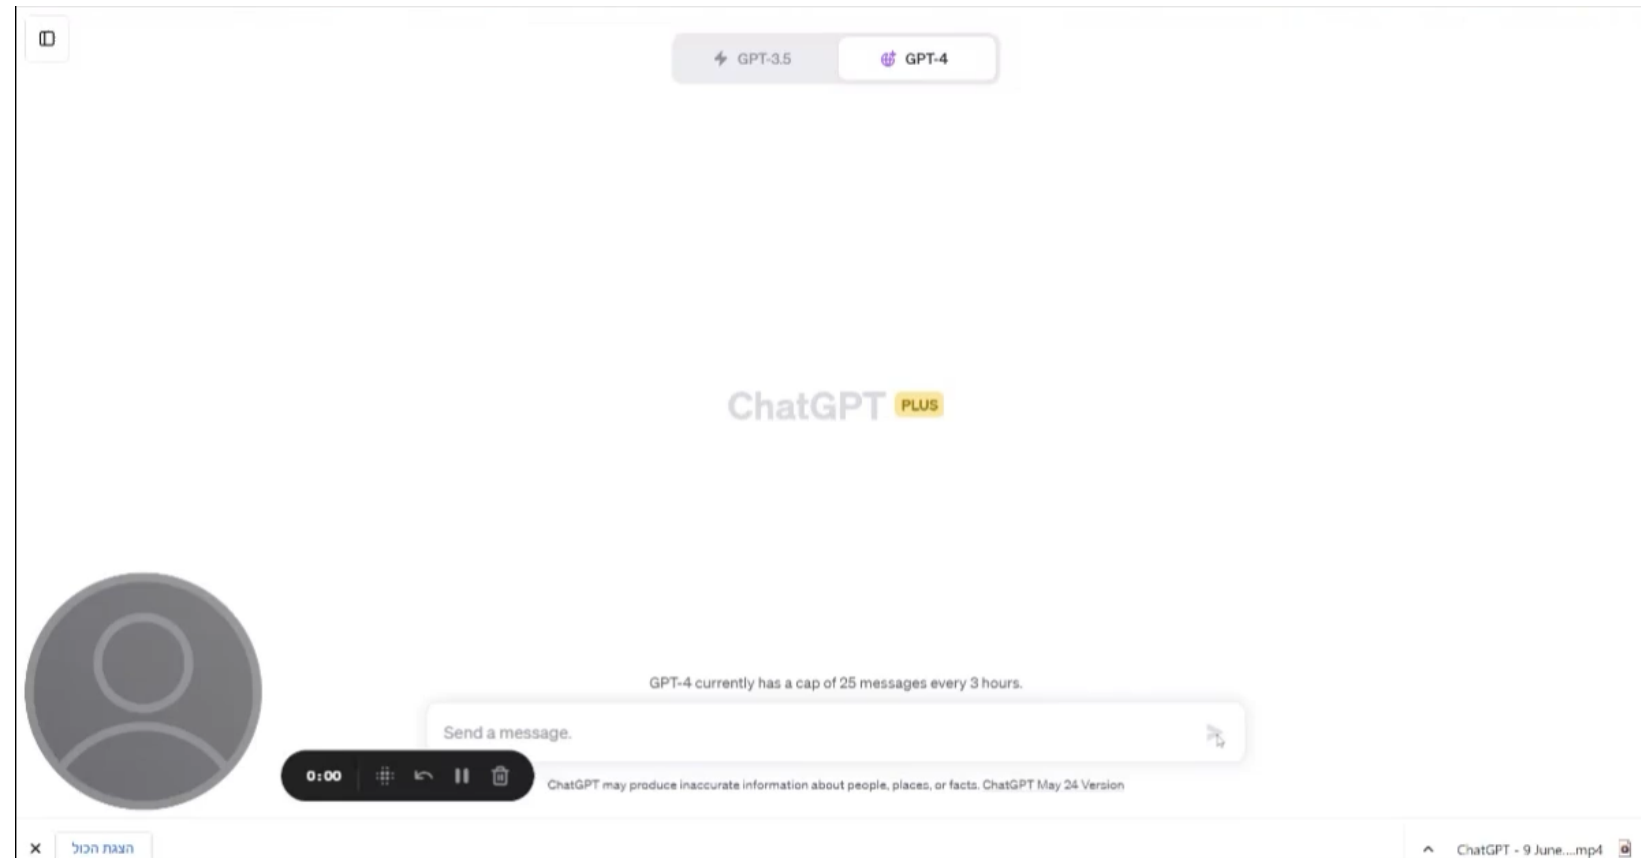 GPT-3.5
GPT-4
ChatGPT PLUS
GPT-4 currently has a cap of 25 messages every 3 hours.
Send a message.
0:00
ChatGPT may produce inaccurate information about people, places, or facts. ChatGPT May 24 Version
הצגת הכול
ChatGPT - 9 June....mp4